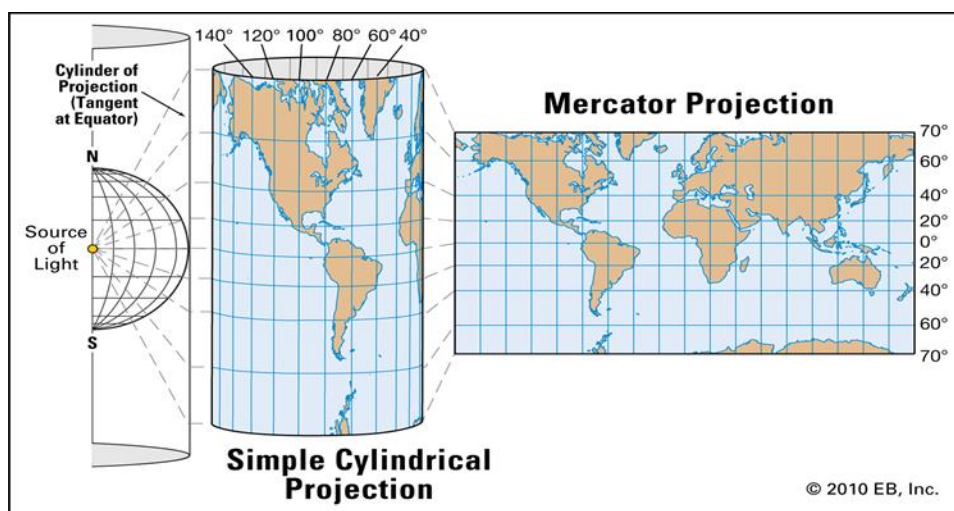 140° 120° 100° 80° 60° 40°
Cylinder of
Projection
(Tangent
at Equator)
N
Source
of
Light
S
Simple Cylindrical
Projection
Mercator Projection
70°
60°
40°
20°
0°
20°
40°
60°
70°
© 2010 EB, Inc.